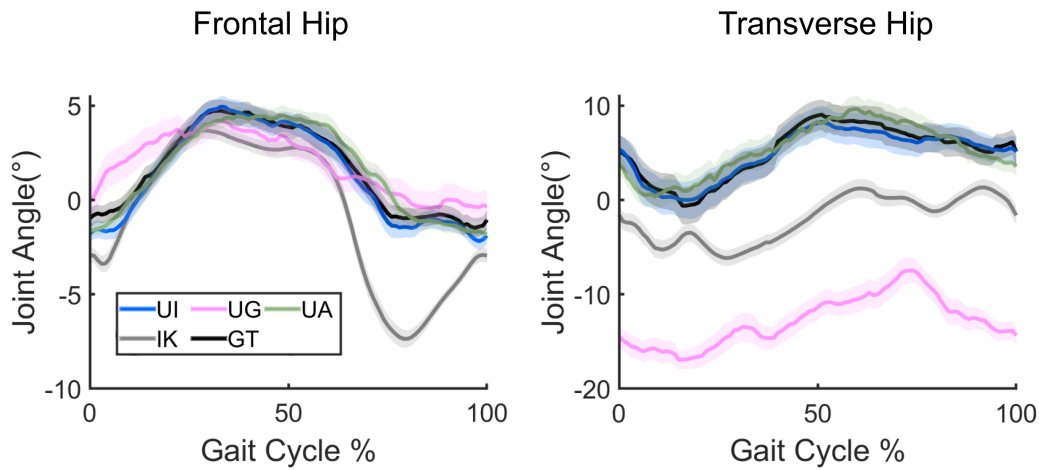 Frontal Hip
5
0
-5
-10
Joint Angle(°)
UI UG UA
IK GT
0 50 100
Gait Cycle %
Transverse Hip
10
0
-10
-20
Joint Angle(°)
0 50 100
Gait Cycle %